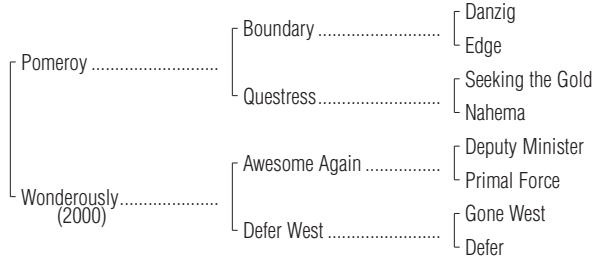 Danzig
Boundary ..........................
Edge
Pomeroy ...........................
Seeking the Gold
Questress..........................
Nahema
Deputy Minister
Awesome Again ................
Primal Force
Wonderously.....................
(2000)
Gone West
Defer West ........................
Defer